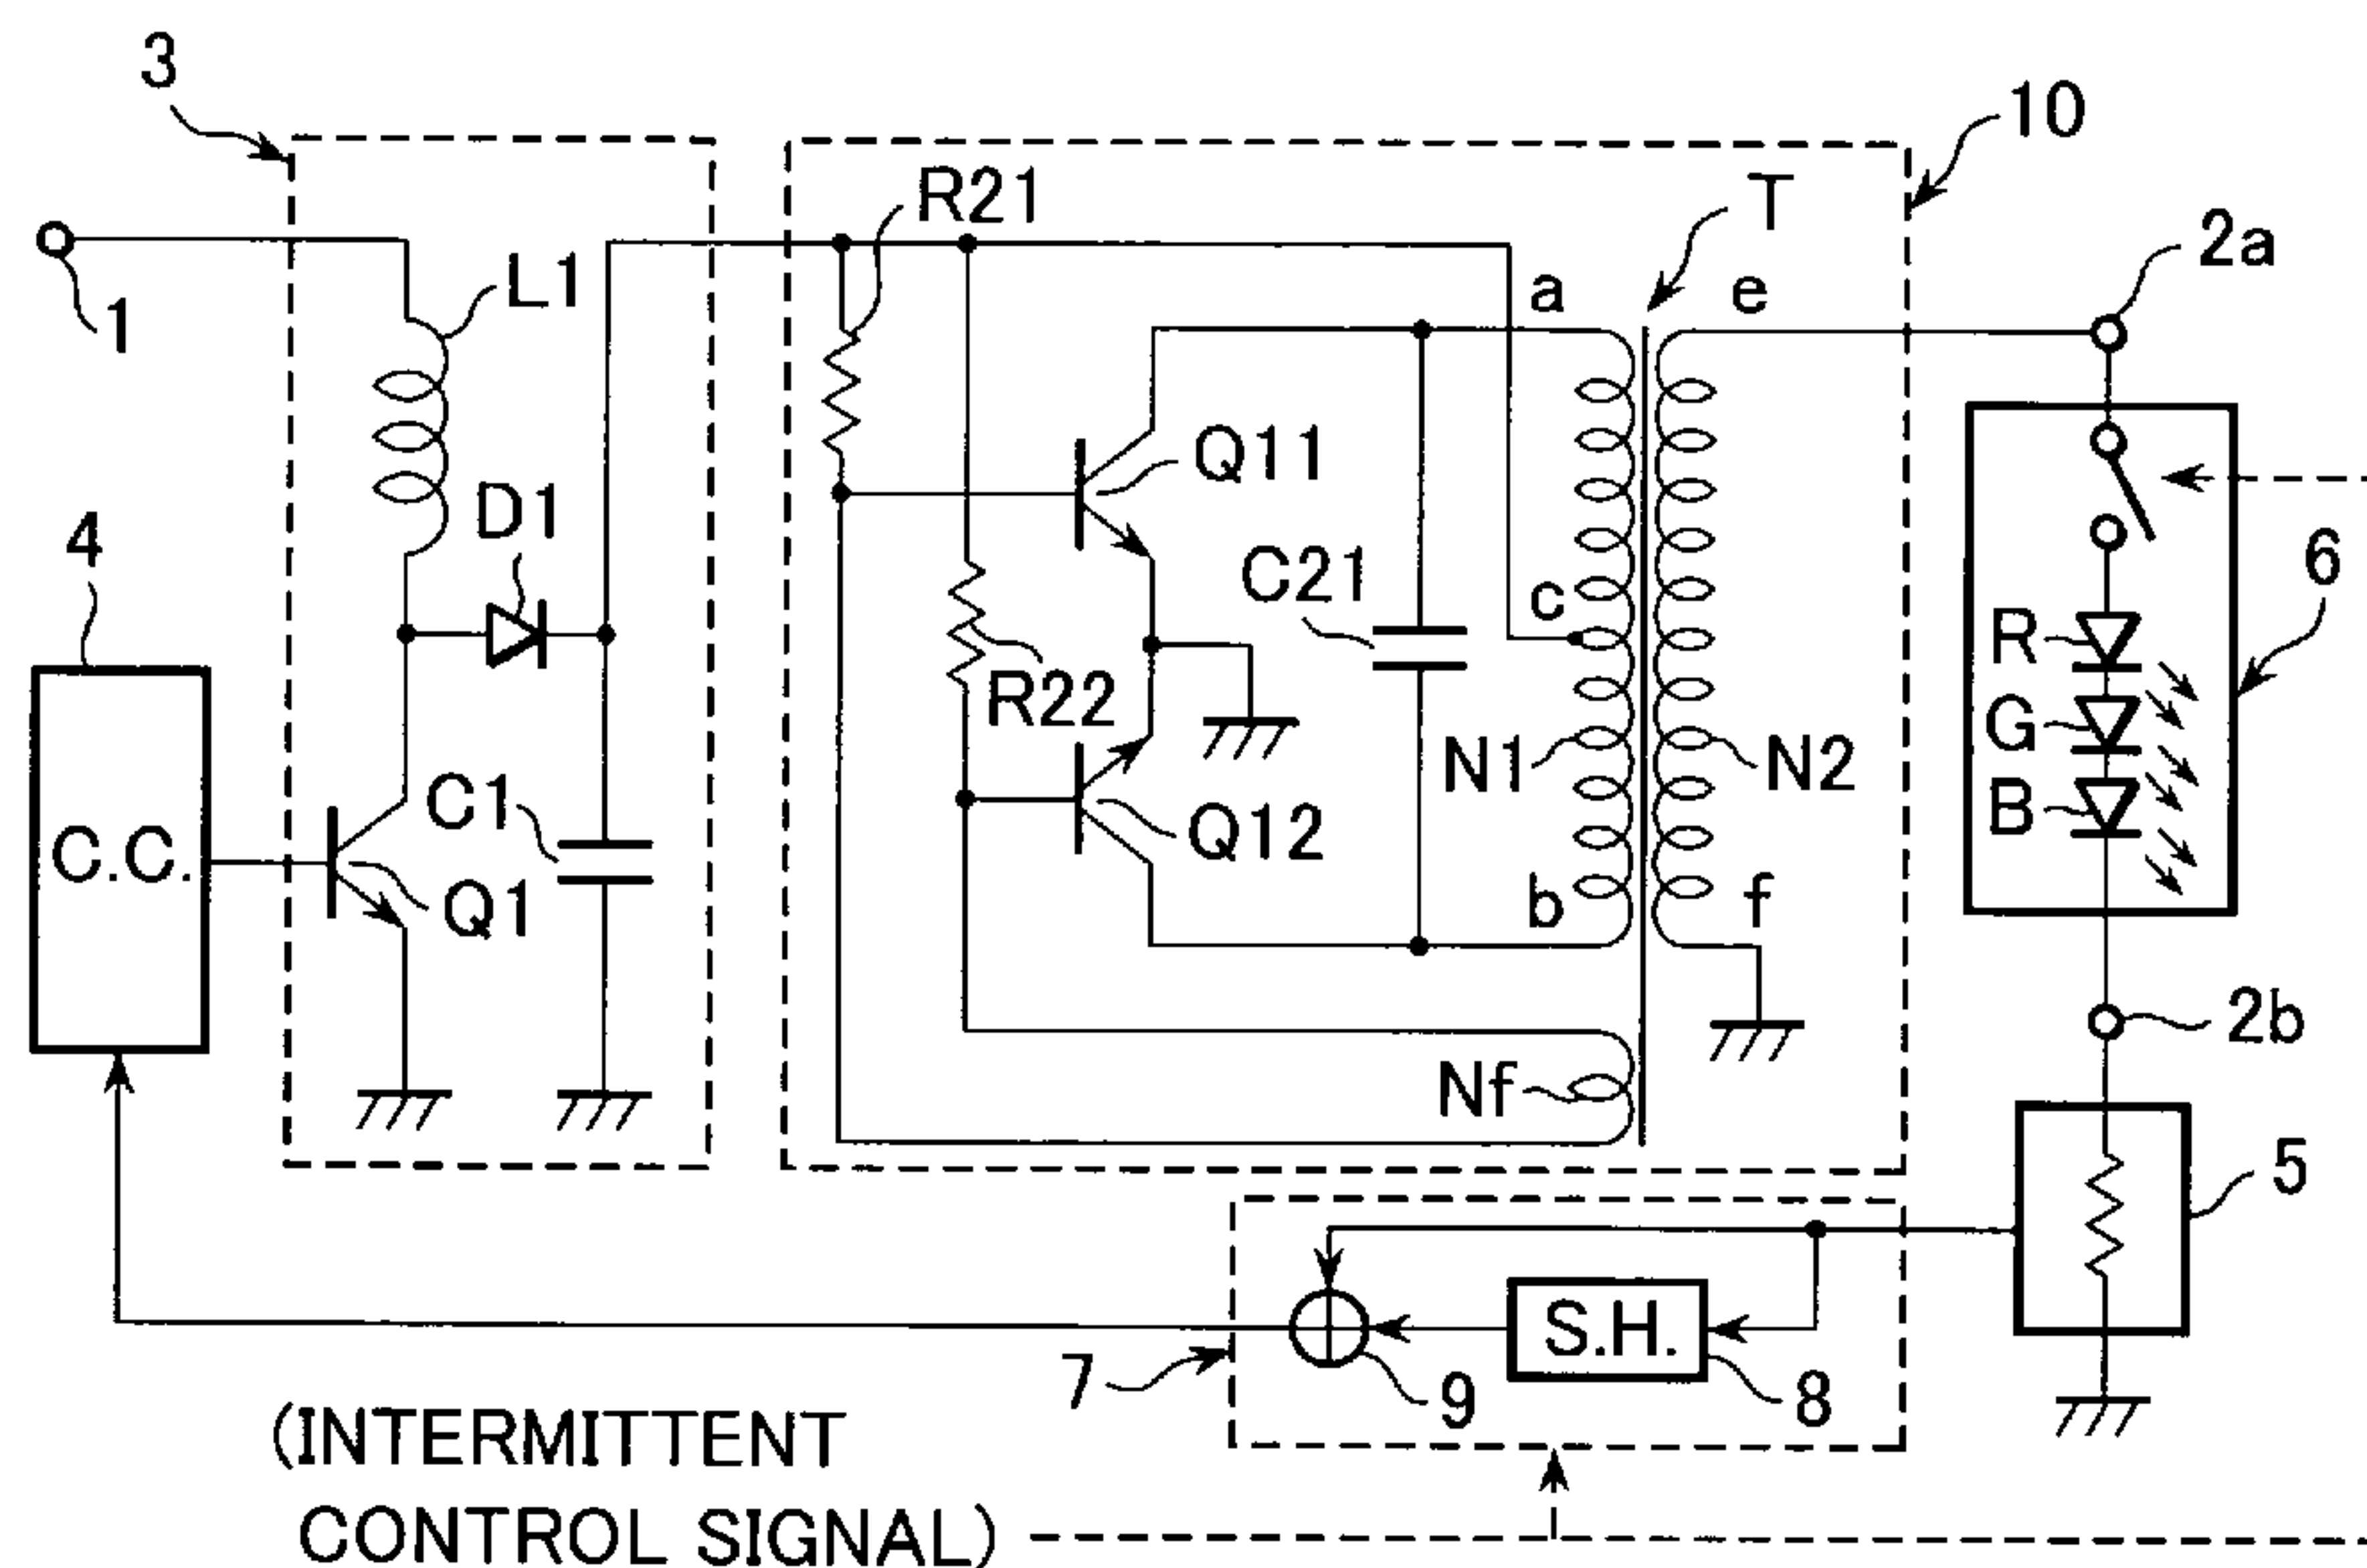 3
10
R21
T
2a
1
L1
a
e
4
D1
Q11
C21
c
6
R
R22
G
N1
N2
C.C.
C1
Q12
B
Q1
b
f
2b
Nf
5
S.H.
7
9
8
(INTERMITTENT
CONTROL SIGNAL)